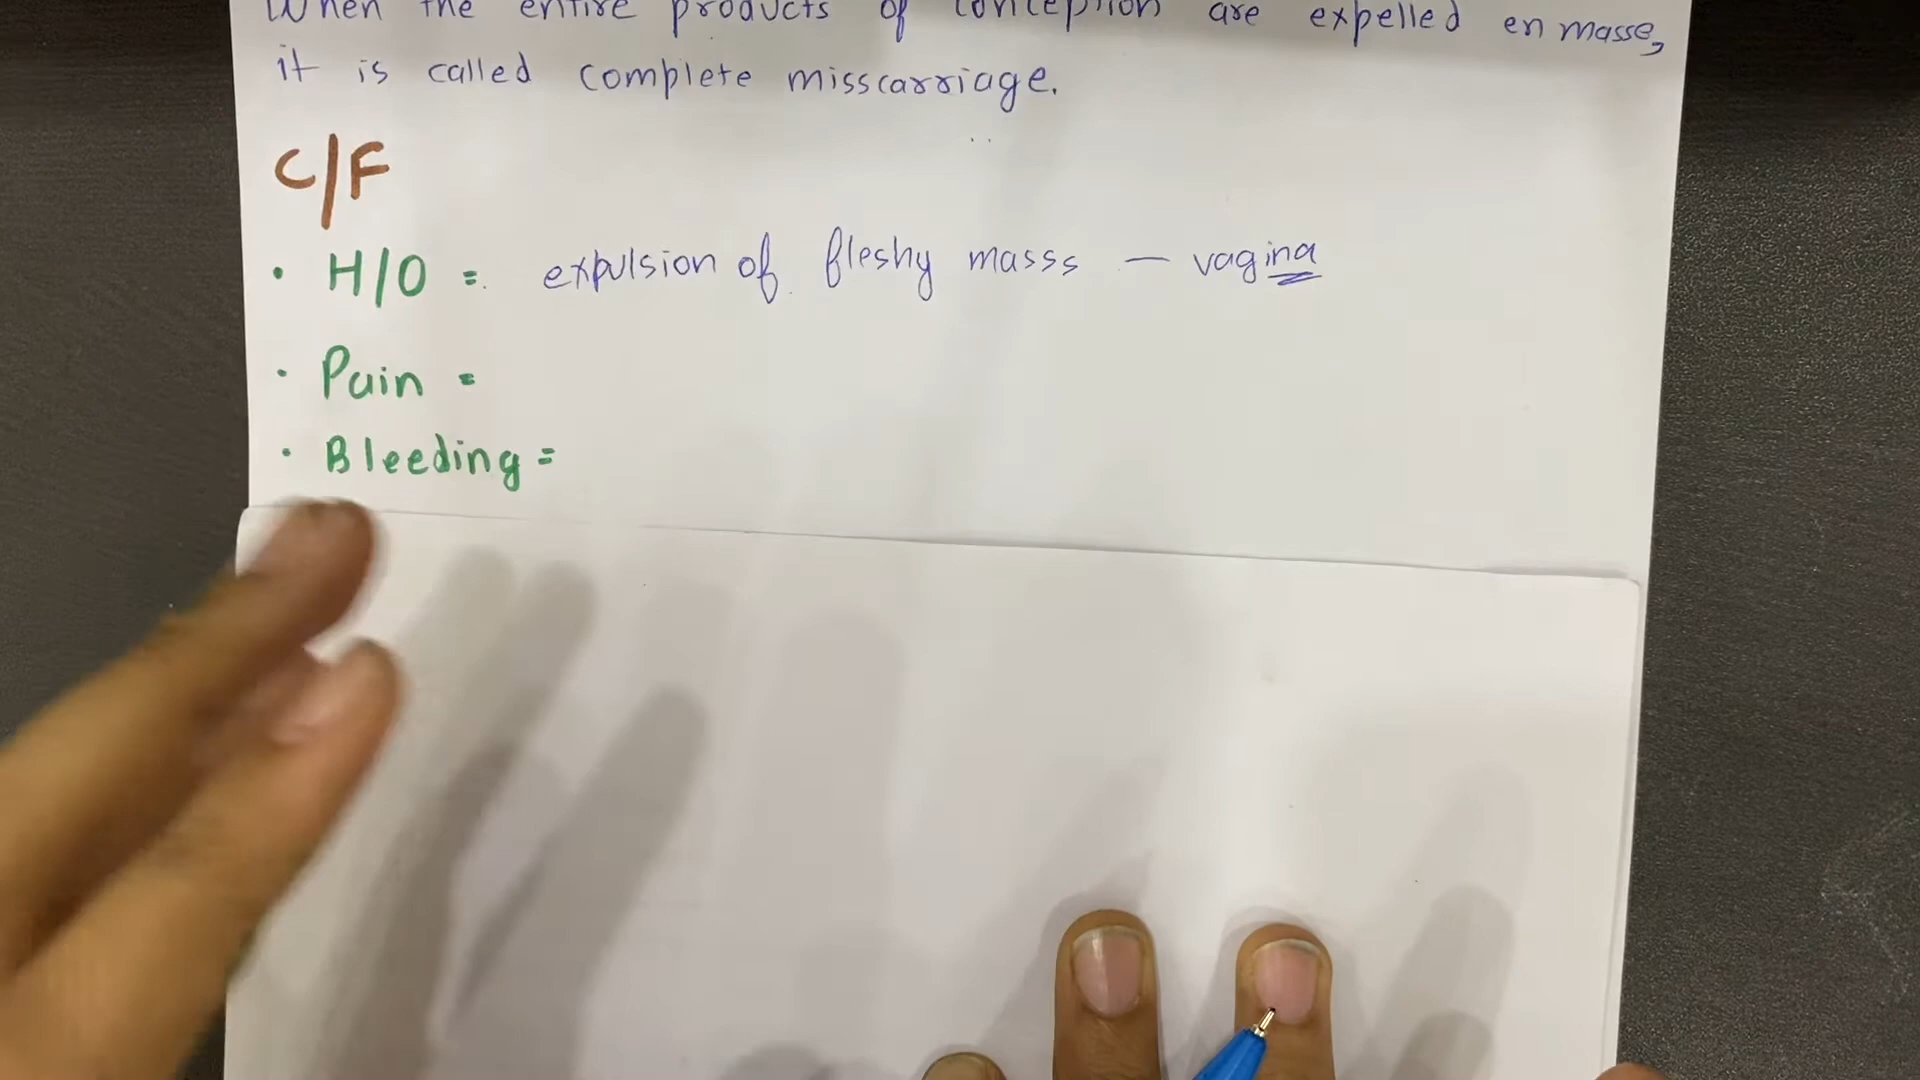 When the entire products of conception are expelled en masse,
it is called complete misscarriage.
C/F
• H/O = expulsion of fleshy masss — vagina
• Pain =
• Bleeding =